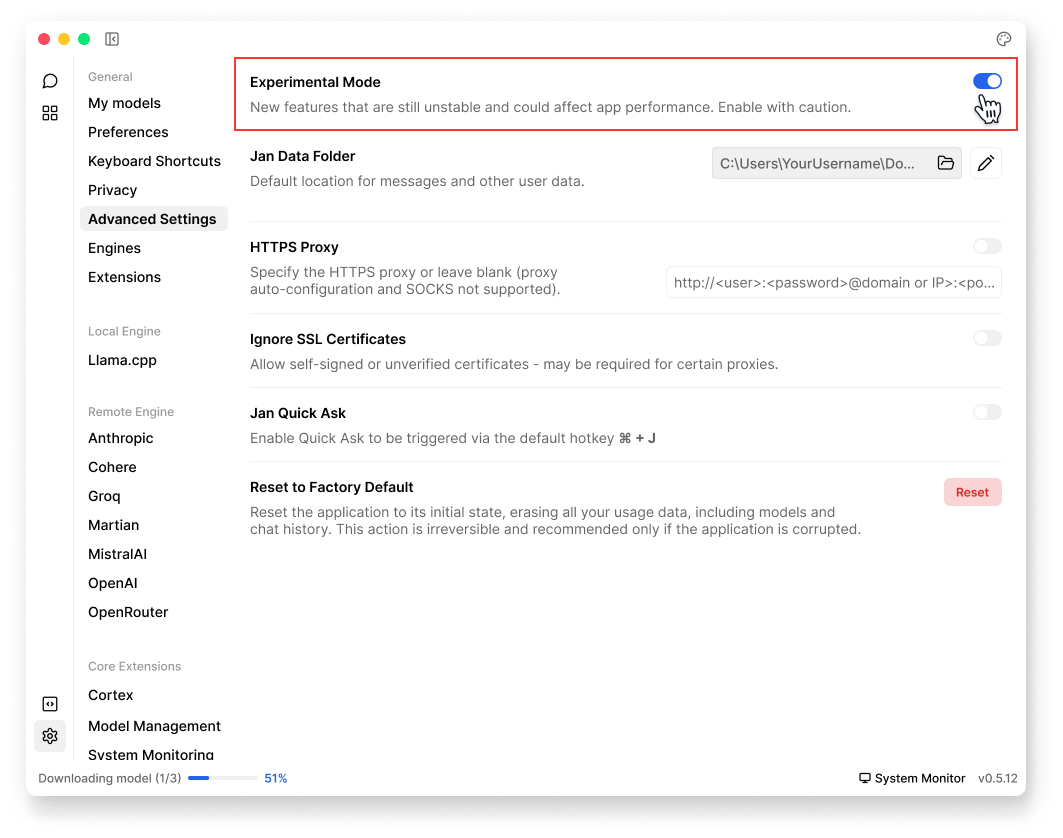 General
My models
Preferences
Keyboard Shortcuts
Privacy
Advanced Settings
Engines
Extensions
Local Engine
Llama.cpp
Remote Engine
Anthropic
Cohere
Groq
Martian
MistralAI
OpenAI
OpenRouter
Core Extensions
Cortex
Model Management
System Monitoring
Experimental Mode
New features that are still unstable and could affect app performance. Enable with caution.
Jan Data Folder
Default location for messages and other user data.
C:\Users\YourUsername\Do...
HTTPS Proxy
Specify the HTTPS proxy or leave blank (proxy
auto-configuration and SOCKS not supported).
http://<user>:<password>@domain or IP>:<po...
Ignore SSL Certificates
Allow self-signed or unverified certificates - may be required for certain proxies.
Jan Quick Ask
Enable Quick Ask to be triggered via the default hotkey ⌘ + J
Reset to Factory Default
Reset the application to its initial state, erasing all your usage data, including models and
chat history. This action is irreversible and recommended only if the application is corrupted.
Reset
Downloading model (1/3) 51%
System Monitor v0.5.12